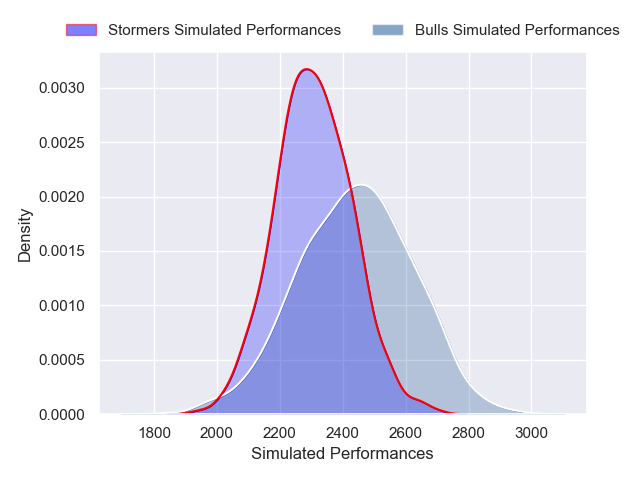 Stormers Simulated Performances Bulls Simulated Performances
0.0030
0.0025
0.0020
0.0015
0.0010
0.0005
0.0000
Density
1800 2000 2200 2400 2600 2800 3000
Simulated Performances